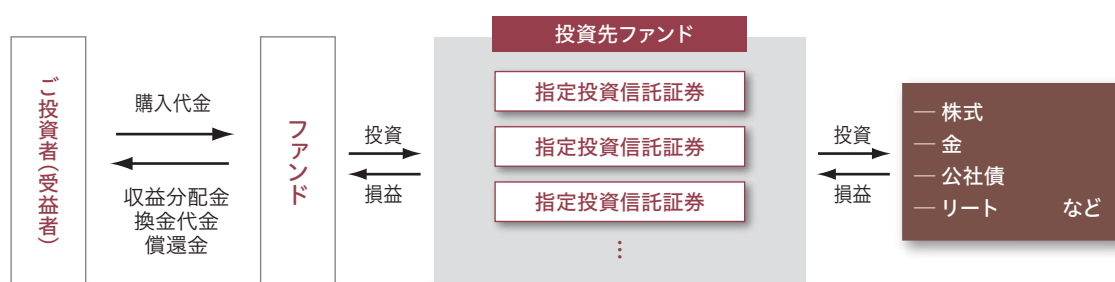 ご投資者(受益者)
購入代金
収益分配金
換金代金
償還金
ファンド
投資
損益
投資先ファンド
指定投資信託証券
指定投資信託証券
指定投資信託証券
⋮
投資
損益
― 株式
― 金
― 公社債
― リート など